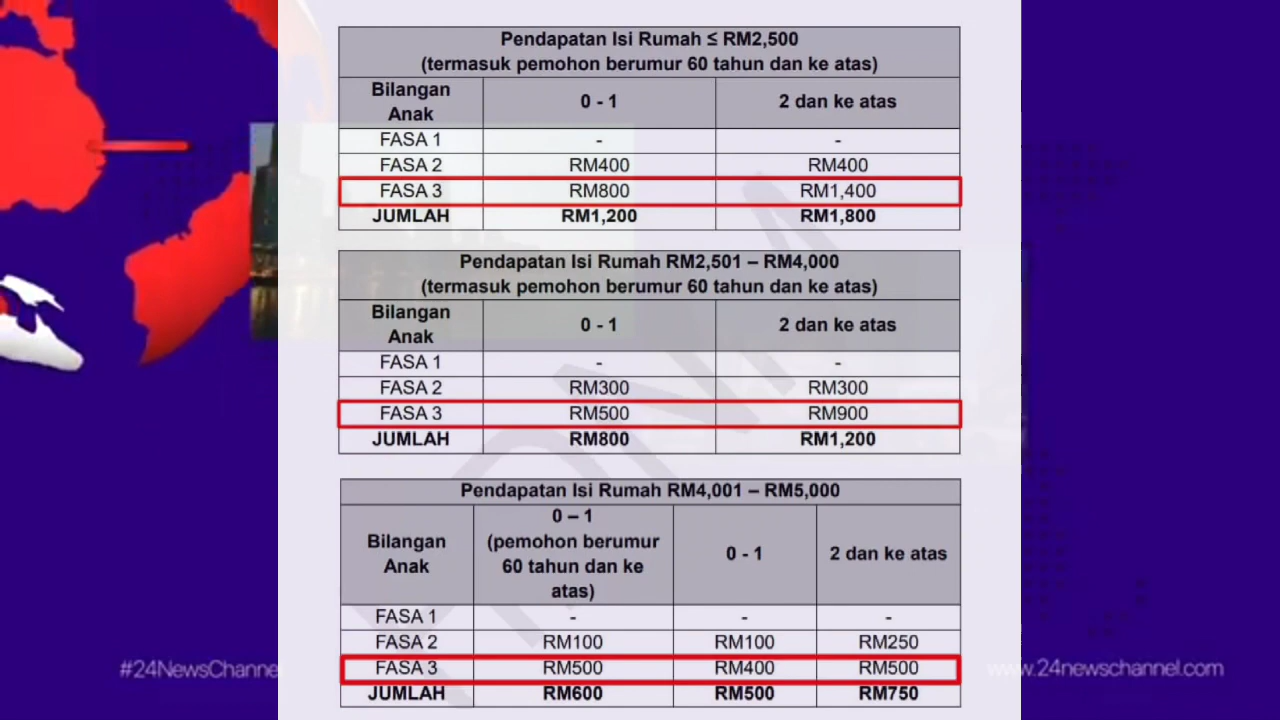 Pendapatan Isi Rumah ≤ RM2,500
(termasuk pemohon berumur 60 tahun dan ke atas)
Bilangan Anak 0 - 1 2 dan ke atas
FASA 1 - -
FASA 2 RM400 RM400
FASA 3 RM800 RM1,400
JUMLAH RM1,200 RM1,800
Pendapatan Isi Rumah RM2,501 – RM4,000
(termasuk pemohon berumur 60 tahun dan ke atas)
Bilangan Anak 0 - 1 2 dan ke atas
FASA 1 - -
FASA 2 RM300 RM300
FASA 3 RM500 RM900
JUMLAH RM800 RM1,200
Pendapatan Isi Rumah RM4,001 – RM5,000
Bilangan Anak 0 – 1 (pemohon berumur 60 tahun dan ke atas) 0 - 1 2 dan ke atas
FASA 1 - - -
FASA 2 RM100 RM100 RM250
FASA 3 RM500 RM400 RM500
JUMLAH RM600 RM500 RM750
#24NewsChannel
www.24newschannel.com